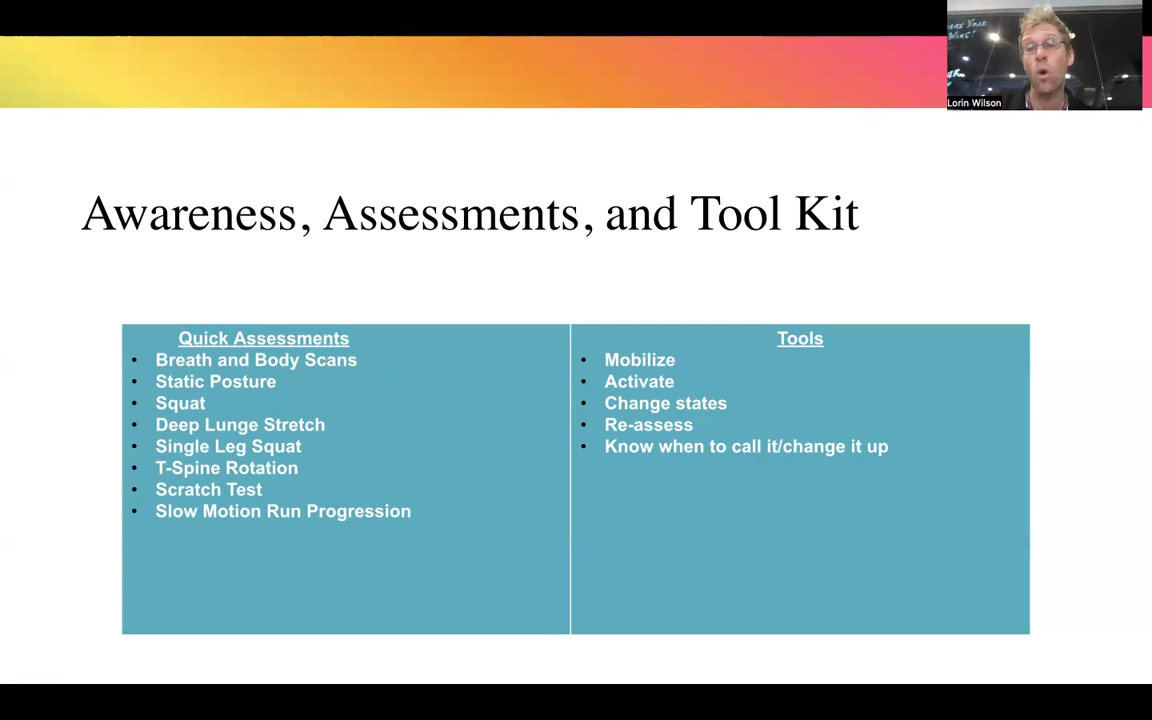 Lorin Wilson
Awareness, Assessments, and Tool Kit
Quick Assessments
• Breath and Body Scans
• Static Posture
• Squat
• Deep Lunge Stretch
• Single Leg Squat
• T-Spine Rotation
• Scratch Test
• Slow Motion Run Progression
Tools
• Mobilize
• Activate
• Change states
• Re-assess
• Know when to call it/change it up